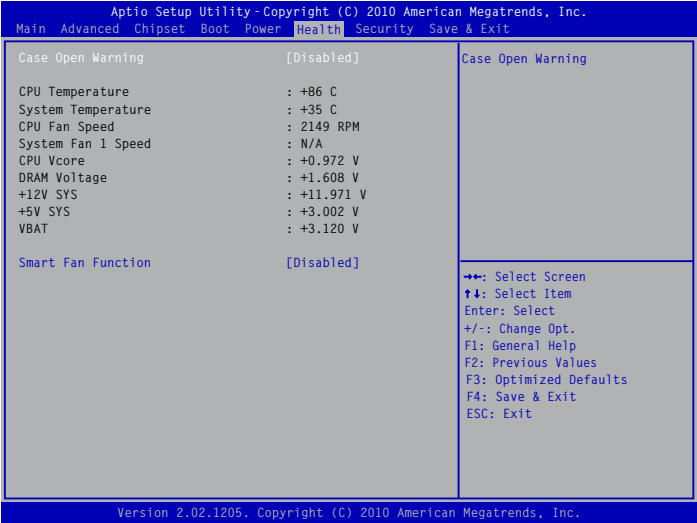 Aptio Setup Utility - Copyright (C) 2010 American Megatrends, Inc.
Main Advanced Chipset Boot Power Health Security Save & Exit
Case Open Warning [Disabled]
CPU Temperature : +86 C
System Temperature : +35 C
CPU Fan Speed : 2149 RPM
System Fan 1 Speed : N/A
CPU Vcore : +0.972 V
DRAM Voltage : +1.608 V
+12V SYS : +11.971 V
+5V SYS : +3.002 V
VBAT : +3.120 V
Smart Fan Function [Disabled]
Case Open Warning
→←: Select Screen
↑↓: Select Item
Enter: Select
+/-: Change Opt.
F1: General Help
F2: Previous Values
F3: Optimized Defaults
F4: Save & Exit
ESC: Exit
Version 2.02.1205. Copyright (C) 2010 American Megatrends, Inc.